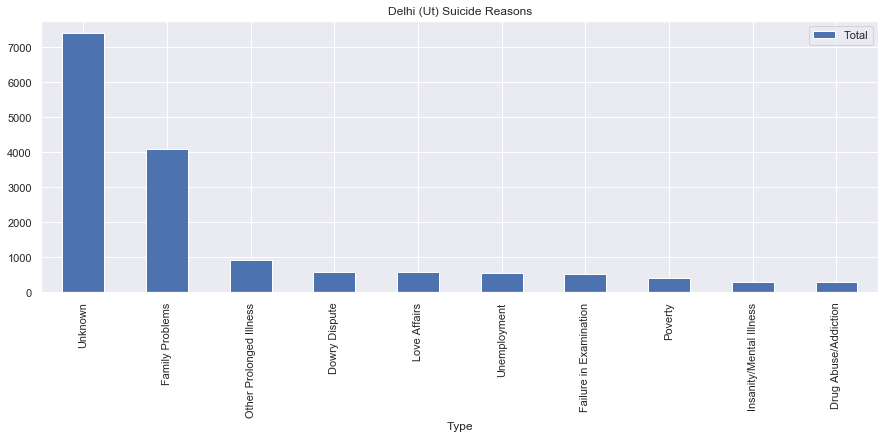 Delhi (Ut) Suicide Reasons
Total
7000
6000
5000
4000
3000
2000
1000
0
Unknown
Family Problems
Other Prolonged Illness
Dowry Dispute
Love Affairs
Unemployment
Failure in Examination
Poverty
Insanity/Mental Illness
Drug Abuse/Addiction
Type